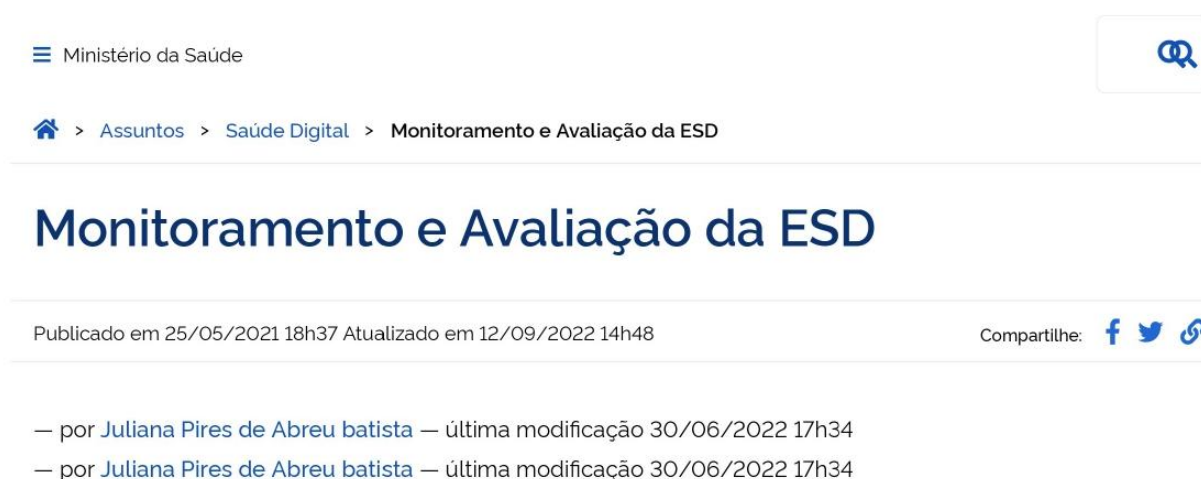 Ministério da Saúde
> Assuntos > Saúde Digital > Monitoramento e Avaliação da ESD
Monitoramento e Avaliação da ESD
Publicado em 25/05/2021 18h37 Atualizado em 12/09/2022 14h48
Compartilhe:
— por Juliana Pires de Abreu batista — última modificação 30/06/2022 17h34
— por Juliana Pires de Abreu batista — última modificação 30/06/2022 17h34